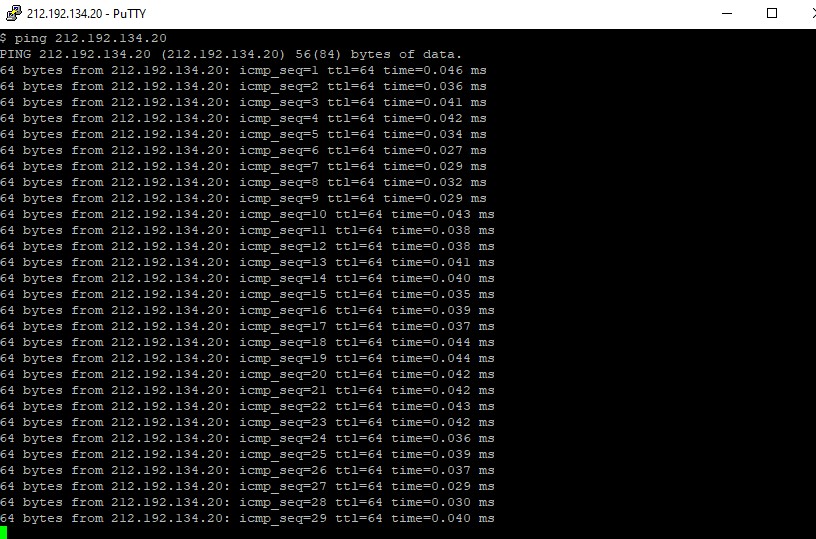 212.192.134.20 - PuTTY
$ ping 212.192.134.20
PING 212.192.134.20 (212.192.134.20) 56(84) bytes of data.
64 bytes from 212.192.134.20: icmp_seq=1 ttl=64 time=0.046 ms
64 bytes from 212.192.134.20: icmp_seq=2 ttl=64 time=0.036 ms
64 bytes from 212.192.134.20: icmp_seq=3 ttl=64 time=0.041 ms
64 bytes from 212.192.134.20: icmp_seq=4 ttl=64 time=0.042 ms
64 bytes from 212.192.134.20: icmp_seq=5 ttl=64 time=0.034 ms
64 bytes from 212.192.134.20: icmp_seq=6 ttl=64 time=0.027 ms
64 bytes from 212.192.134.20: icmp_seq=7 ttl=64 time=0.029 ms
64 bytes from 212.192.134.20: icmp_seq=8 ttl=64 time=0.032 ms
64 bytes from 212.192.134.20: icmp_seq=9 ttl=64 time=0.029 ms
64 bytes from 212.192.134.20: icmp_seq=10 ttl=64 time=0.043 ms
64 bytes from 212.192.134.20: icmp_seq=11 ttl=64 time=0.038 ms
64 bytes from 212.192.134.20: icmp_seq=12 ttl=64 time=0.038 ms
64 bytes from 212.192.134.20: icmp_seq=13 ttl=64 time=0.041 ms
64 bytes from 212.192.134.20: icmp_seq=14 ttl=64 time=0.040 ms
64 bytes from 212.192.134.20: icmp_seq=15 ttl=64 time=0.035 ms
64 bytes from 212.192.134.20: icmp_seq=16 ttl=64 time=0.039 ms
64 bytes from 212.192.134.20: icmp_seq=17 ttl=64 time=0.037 ms
64 bytes from 212.192.134.20: icmp_seq=18 ttl=64 time=0.044 ms
64 bytes from 212.192.134.20: icmp_seq=19 ttl=64 time=0.044 ms
64 bytes from 212.192.134.20: icmp_seq=20 ttl=64 time=0.042 ms
64 bytes from 212.192.134.20: icmp_seq=21 ttl=64 time=0.042 ms
64 bytes from 212.192.134.20: icmp_seq=22 ttl=64 time=0.043 ms
64 bytes from 212.192.134.20: icmp_seq=23 ttl=64 time=0.042 ms
64 bytes from 212.192.134.20: icmp_seq=24 ttl=64 time=0.036 ms
64 bytes from 212.192.134.20: icmp_seq=25 ttl=64 time=0.039 ms
64 bytes from 212.192.134.20: icmp_seq=26 ttl=64 time=0.037 ms
64 bytes from 212.192.134.20: icmp_seq=27 ttl=64 time=0.029 ms
64 bytes from 212.192.134.20: icmp_seq=28 ttl=64 time=0.030 ms
64 bytes from 212.192.134.20: icmp_seq=29 ttl=64 time=0.040 ms